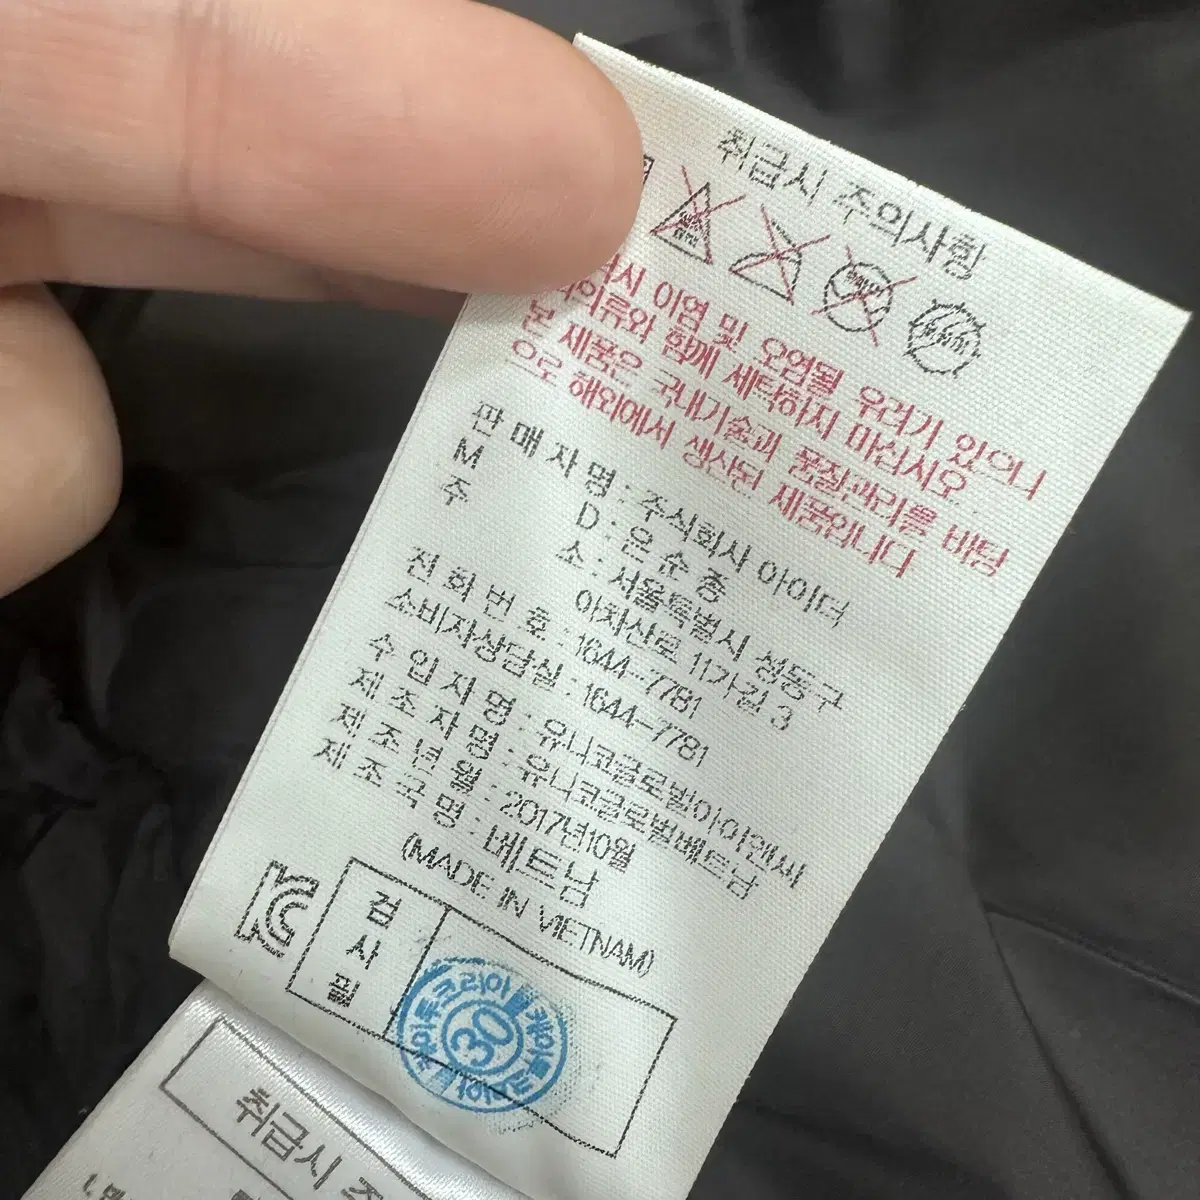 취급시 주의사항
시 이염 및 오염될 우려가 있으니
의류와 함께 세탁하지 마십시오
본 제품은 국내기술과 품질관리를 바탕
으로 해외에서 생산된 제품입니다
판 매 자 명 : 주식회사 아이더
M D : 윤 순 종
주 소 : 서울특별시 성동구
아차산로 11가길 3
전 화 번 호 : 1644-7781
소비자상담실 : 1644-7781
수 입 자 명 : 유니코글로벌아이앤씨
제 조 자 명 : 유니코글로벌베트남
제 조 년 월 : 2017년10월
제 조 국 명 : 베트남
(MADE IN VIETNAM)
검
사
필
30
취급시 주